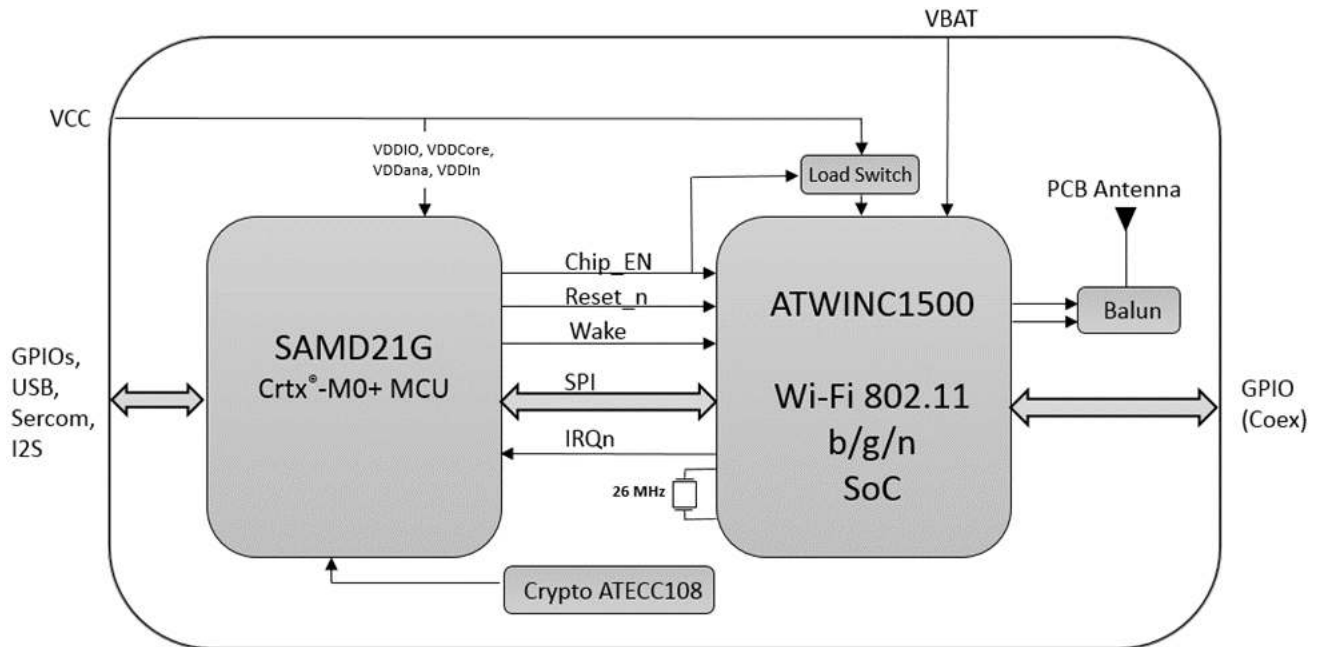 VBAT
VCC
VDDIO, VDDCore,
VDDana, VDDIn
Load Switch
PCB Antenna
Chip_EN
Reset_n
Wake
SPI
IRQn
26 MHz
SAMD21G
Crtx®-M0+ MCU
ATWINC1500
Wi-Fi 802.11
b/g/n
SoC
Balun
GPIOs,
USB,
Sercom,
I2S
GPIO
(Coex)
Crypto ATECC108